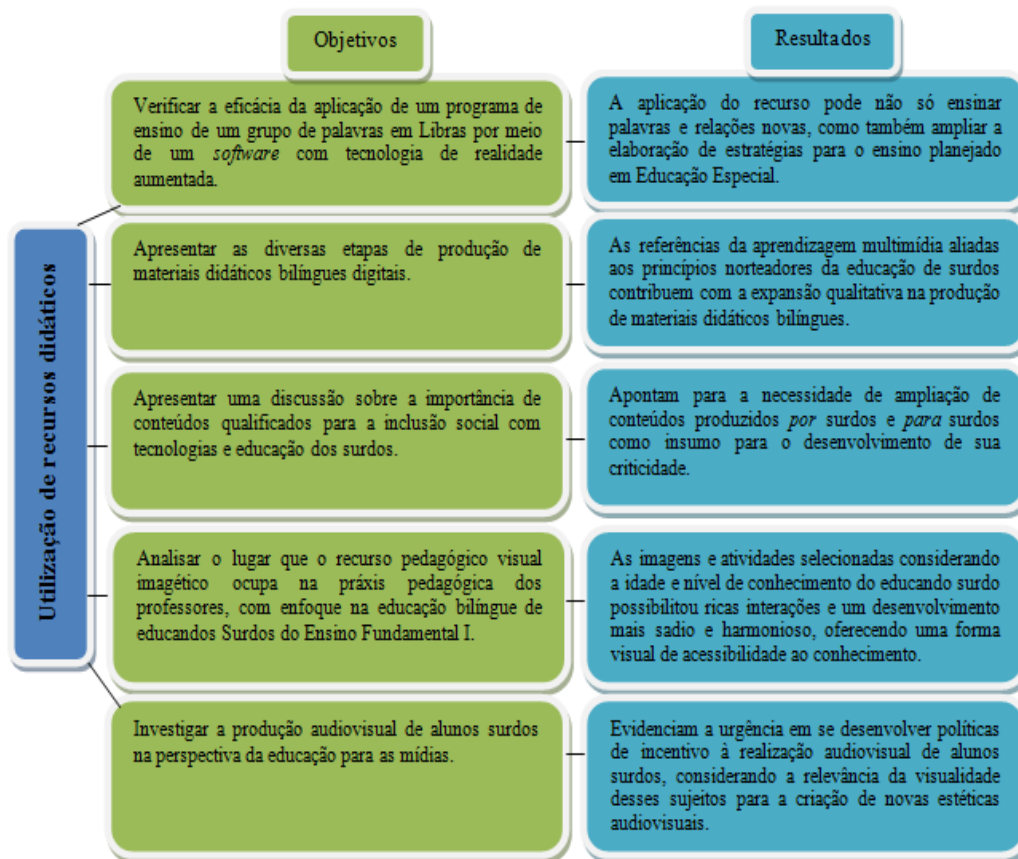 Objetivos
Resultados
Utilização de recursos didáticos
Verificar a eficácia da aplicação de um programa de
ensino de um grupo de palavras em Libras por meio
de um software com tecnologia de realidade
aumentada.
A aplicação do recurso pode não só ensinar
palavras e relações novas, como também ampliar a
elaboração de estratégias para o ensino planejado
em Educação Especial.
Apresentar as diversas etapas de produção de
materiais didáticos bilíngues digitais.
As referências da aprendizagem multimídia aliadas
aos princípios norteadores da educação de surdos
contribuem com a expansão qualitativa na produção
de materiais didáticos bilíngues.
Apresentar uma discussão sobre a importância de
conteúdos qualificados para a inclusão social com
tecnologias e educação dos surdos.
Apontam para a necessidade de ampliação de
conteúdos produzidos por surdos e para surdos
como insumo para o desenvolvimento de sua
criticidade.
Analisar o lugar que o recurso pedagógico visual
imagético ocupa na práxis pedagógica dos
professores, com enfoque na educação bilíngue de
educandos Surdos do Ensino Fundamental I.
As imagens e atividades selecionadas considerando
a idade e nível de conhecimento do educando surdo
possibilitou ricas interações e um desenvolvimento
mais sadio e harmonioso, oferecendo uma forma
visual de acessibilidade ao conhecimento.
Investigar a produção audiovisual de alunos surdos
na perspectiva da educação para as mídias.
Evidenciam a urgência em se desenvolver políticas
de incentivo à realização audiovisual de alunos
surdos, considerando a relevância da visualidade
desses sujeitos para a criação de novas estéticas
audiovisuais.